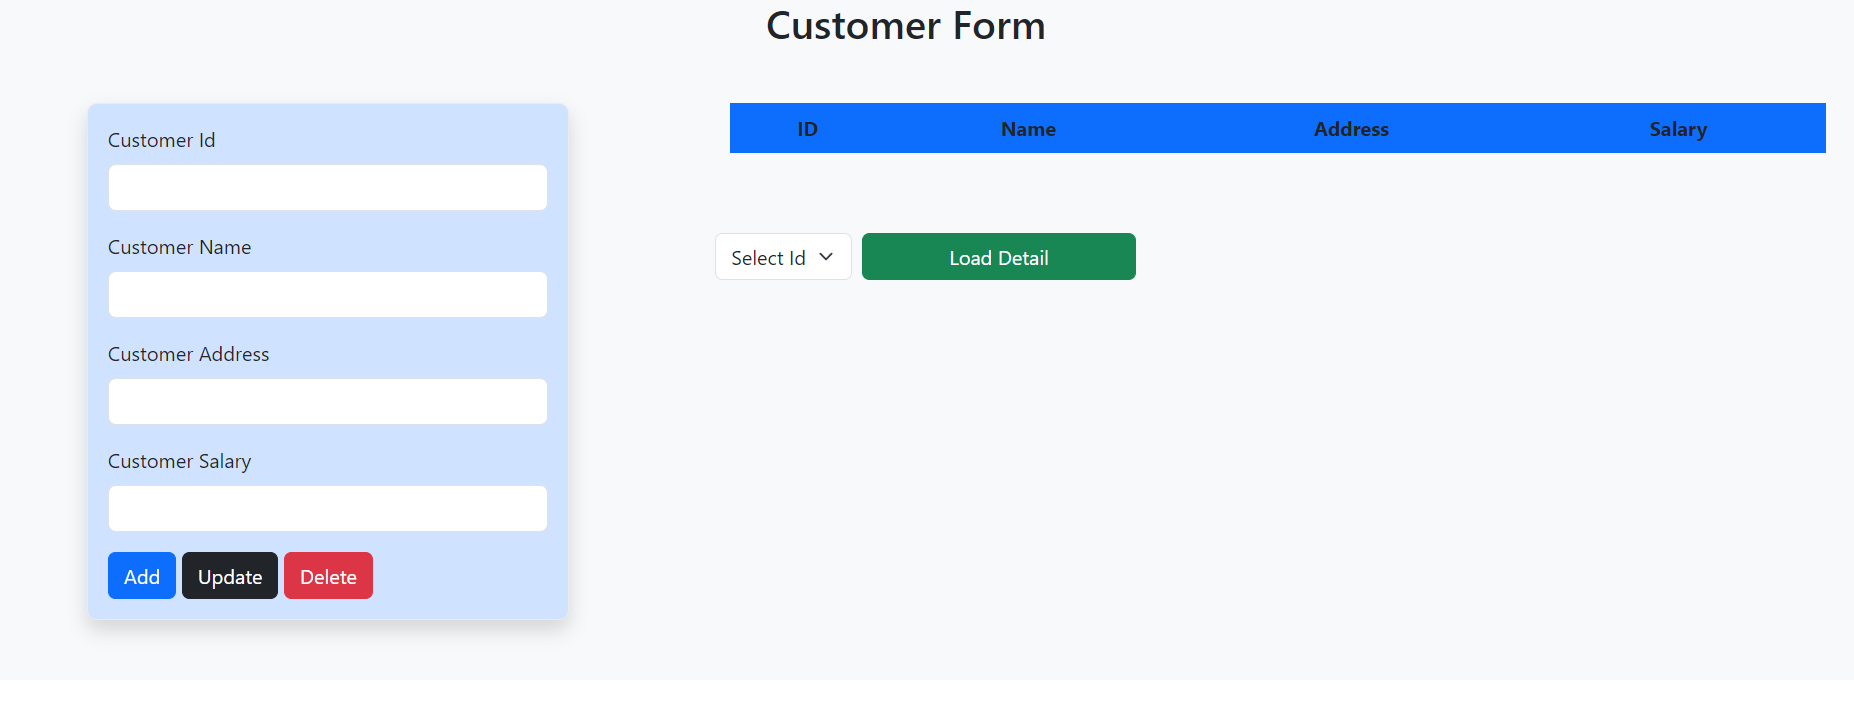 Customer Form
Customer Id
Customer Name
Customer Address
Customer Salary
Add Update Delete
ID Name Address Salary
Select Id Load Detail